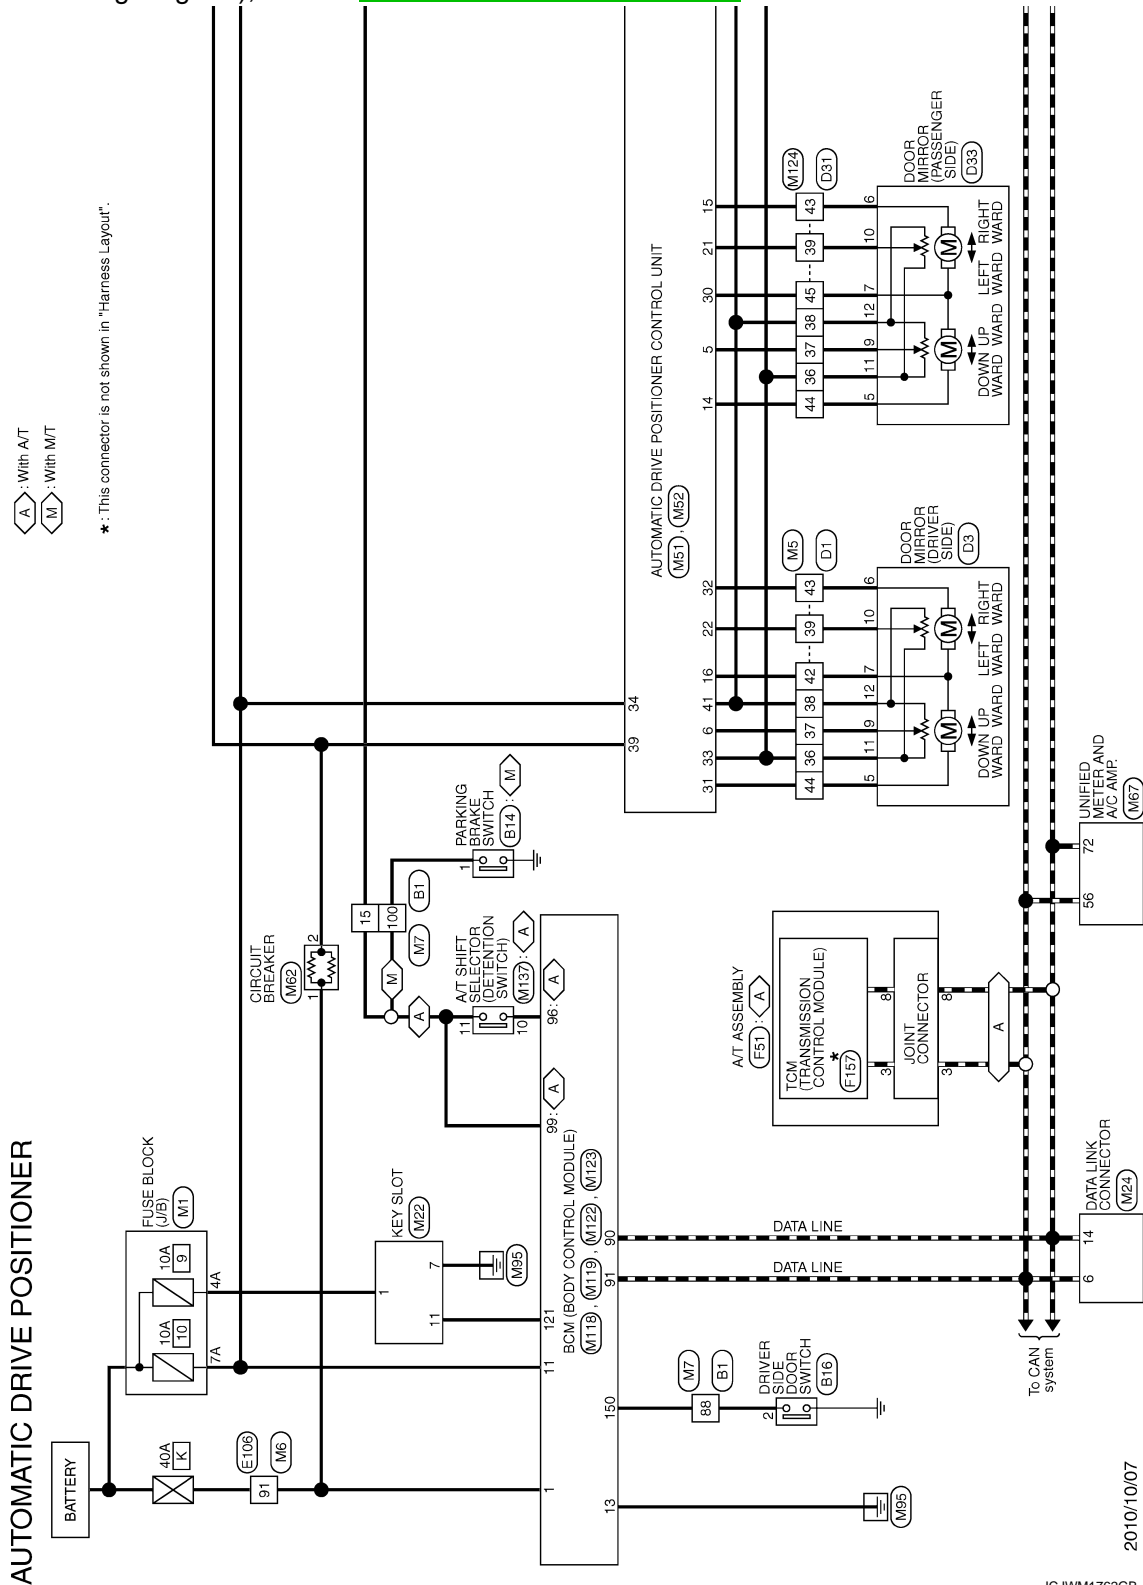 AUTOMATIC DRIVE POSITIONER
A : With A/T
M : With M/T
* : This connector is not shown in "Harness Layout".
BATTERY
40A
K
E106
91
M6
FUSE BLOCK
(J/B)
M1
10A
10
7A
10A
9
4A
CIRCUIT
BREAKER
M62
1
2
KEY SLOT
M22
1
11
7
M95
A/T SHIFT
SELECTOR
(DETENTION
SWITCH)
M137 : A
11
10
A
M
15
100
M7
B1
PARKING
BRAKE
SWITCH
B14 : M
1
BCM (BODY CONTROL MODULE)
M118 , M119 , M122 , M123
1
11
121
99: A
96: A
13
150
91
90
M95
88
M7
B1
DRIVER
SIDE
DOOR
SWITCH
B16
2
DATA LINE
DATA LINE
To CAN
system
DATA LINK
CONNECTOR
M24
6
14
A/T ASSEMBLY
F51 : A
TCM
(TRANSMISSION
CONTROL MODULE)
*
F157
3
8
JOINT
CONNECTOR
3
8
A
UNIFIED
METER AND
A/C AMP.
M67
56
72
AUTOMATIC DRIVE POSITIONER CONTROL UNIT
M51 , M52
39
34
31
33
6
41
16
22
32
14
5
30
21
15
44
36
37
38
42
39
43
M5
D1
5
11
9
12
7
10
6
DOOR
MIRROR
(DRIVER
SIDE)
D3
M
M
DOWN UP
WARD WARD
LEFT RIGHT
WARD WARD
44
36
37
38
45
39
43
M124
D31
5
11
9
12
7
10
6
DOOR
MIRROR
(PASSENGER
SIDE)
D33
M
M
DOWN UP
WARD WARD
LEFT RIGHT
WARD WARD
2010/10/07